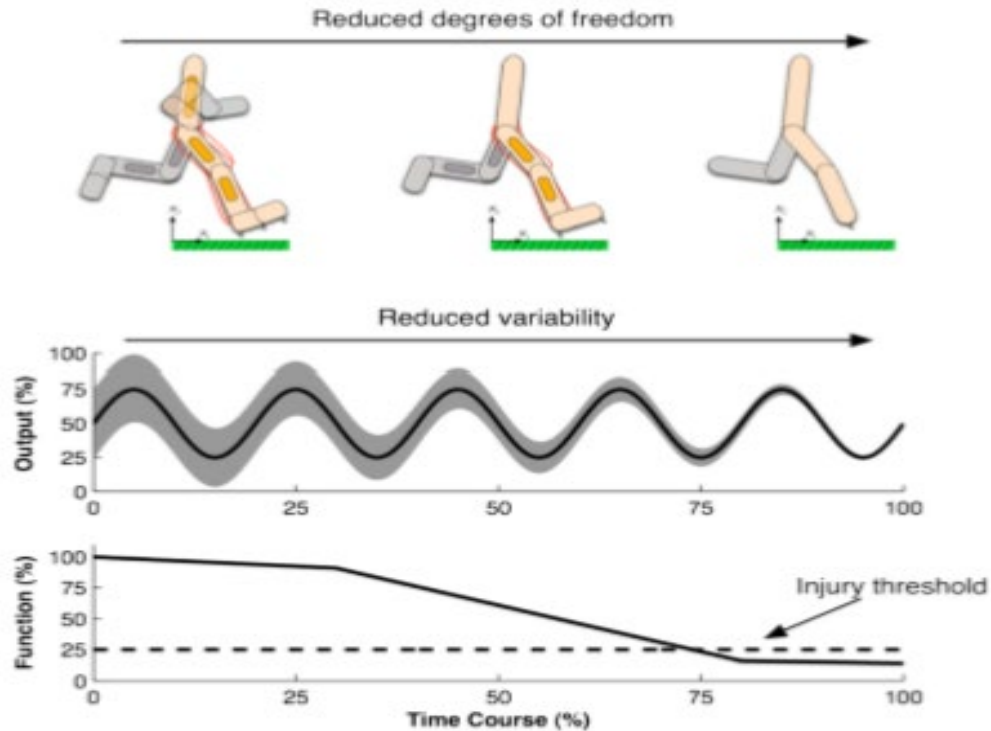 Reduced degrees of freedom
Reduced variability
Output (%)
100
75
50
25
0
0 25 50 75 100
Function (%)
100
75
50
25
0
Injury threshold
0 25 50 75 100
Time Course (%)